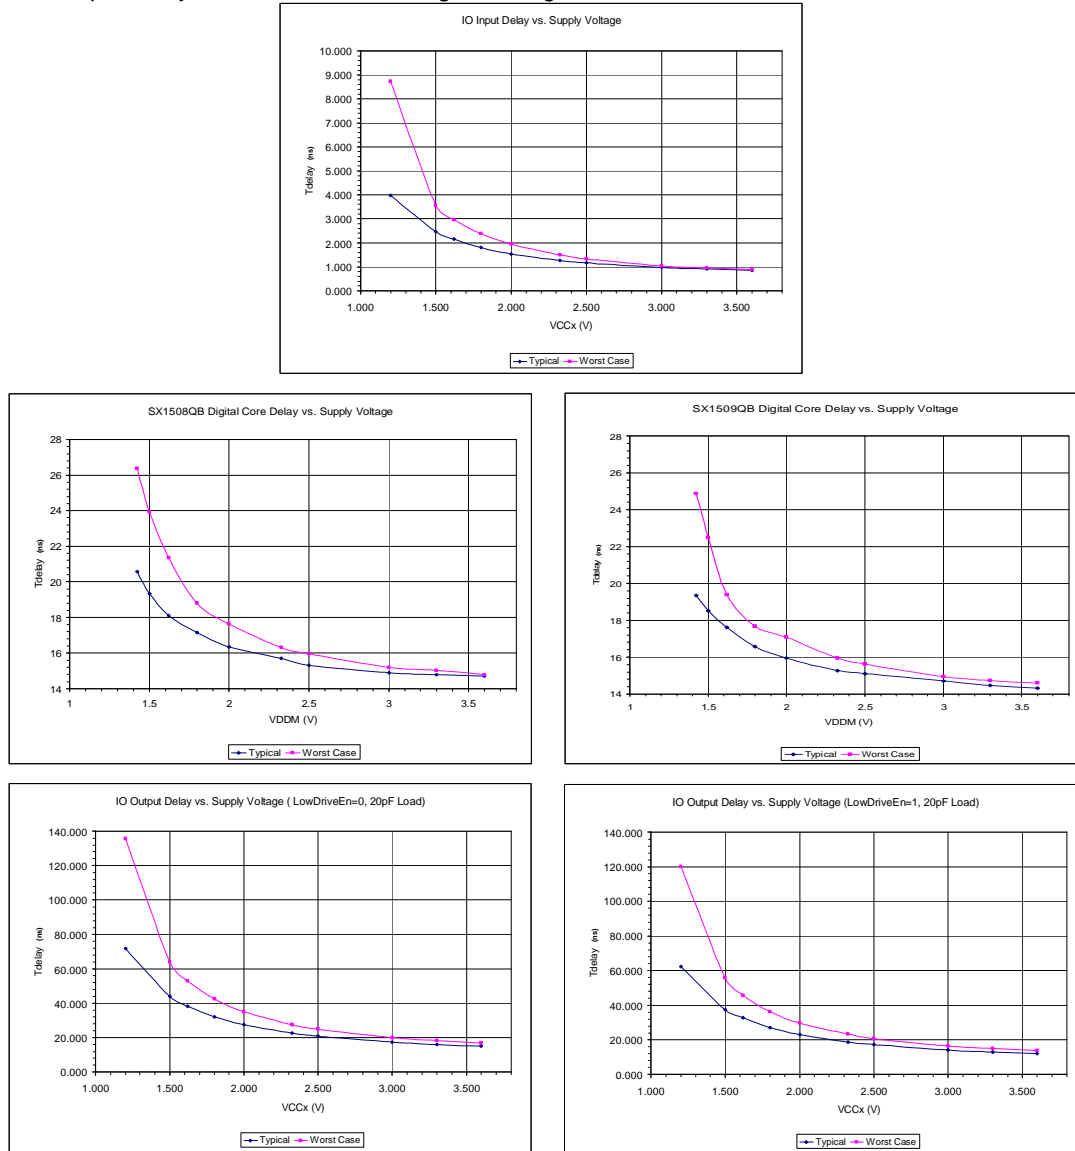 IO Input Delay vs. Supply Voltage
10.000
9.000
8.000
7.000
6.000
5.000
4.000
3.000
2.000
1.000
0.000
Tdelay (ns)
1.000 1.500 2.000 2.500 3.000 3.500
VCCx (V)
Typical Worst Case
SX1508QB Digital Core Delay vs. Supply Voltage
28
26
24
22
20
18
16
14
Tdelay (ns)
1 1.5 2 2.5 3 3.5
VDDM (V)
Typical Worst Case
SX1509QB Digital Core Delay vs. Supply Voltage
28
26
24
22
20
18
16
14
Tdelay (ns)
1 1.5 2 2.5 3 3.5
VDDM (V)
Typical Worst Case
IO Output Delay vs. Supply Voltage ( LowDriveEn=0, 20pF Load)
140.000
120.000
100.000
80.000
60.000
40.000
20.000
0.000
Tdelay (ns)
1.000 1.500 2.000 2.500 3.000 3.500
VCCx (V)
Typical Worst Case
IO Output Delay vs. Supply Voltage (LowDriveEn=1, 20pF Load)
140.000
120.000
100.000
80.000
60.000
40.000
20.000
0.000
Tdelay (ns)
1.000 1.500 2.000 2.500 3.000 3.500
VCCx (V)
Typical Worst Case